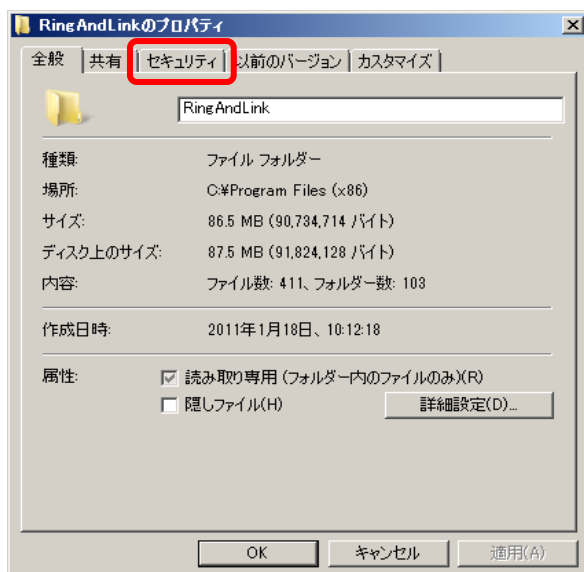 RingAndLinkのプロパティ
全般 共有 セキュリティ 以前のバージョン カスタマイズ
RingAndLink
種類: ファイル フォルダー
場所: C:¥Program Files (x86)
サイズ: 86.5 MB (90,734,714 バイト)
ディスク上のサイズ: 87.5 MB (91,824,128 バイト)
内容: ファイル数: 411、フォルダー数: 103
作成日時: 2011年1月18日、10:12:18
属性: 読み取り専用 (フォルダー内のファイルのみ)(R)
隠しファイル(H) 詳細設定(D)...
OK キャンセル 適用(A)